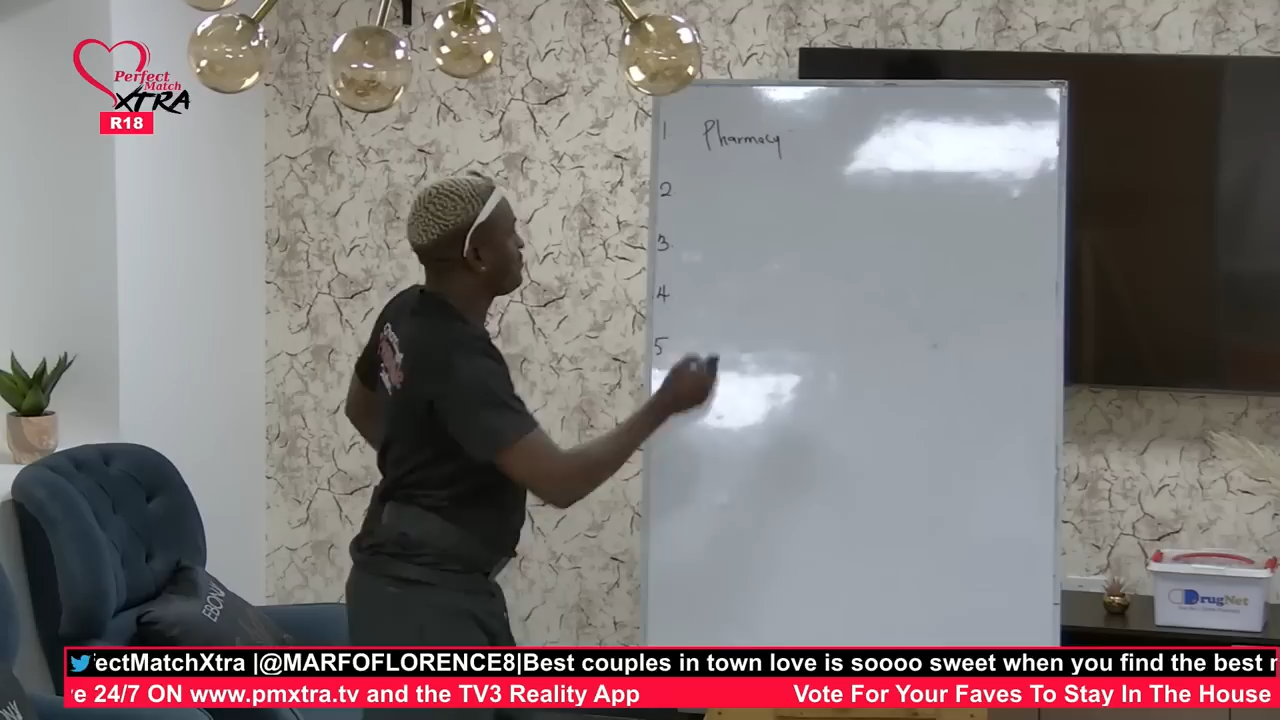 Perfect
Match
XTRA
R18
1 Pharmacy
2
3.
4
5
EBONY
DrugNet
'ectMatchXtra |@MARFOFLORENCE8|Best couples in town love is soooo sweet when you find the best
e 24/7 ON www.pmxtra.tv and the TV3 Reality App Vote For Your Faves To Stay In The House